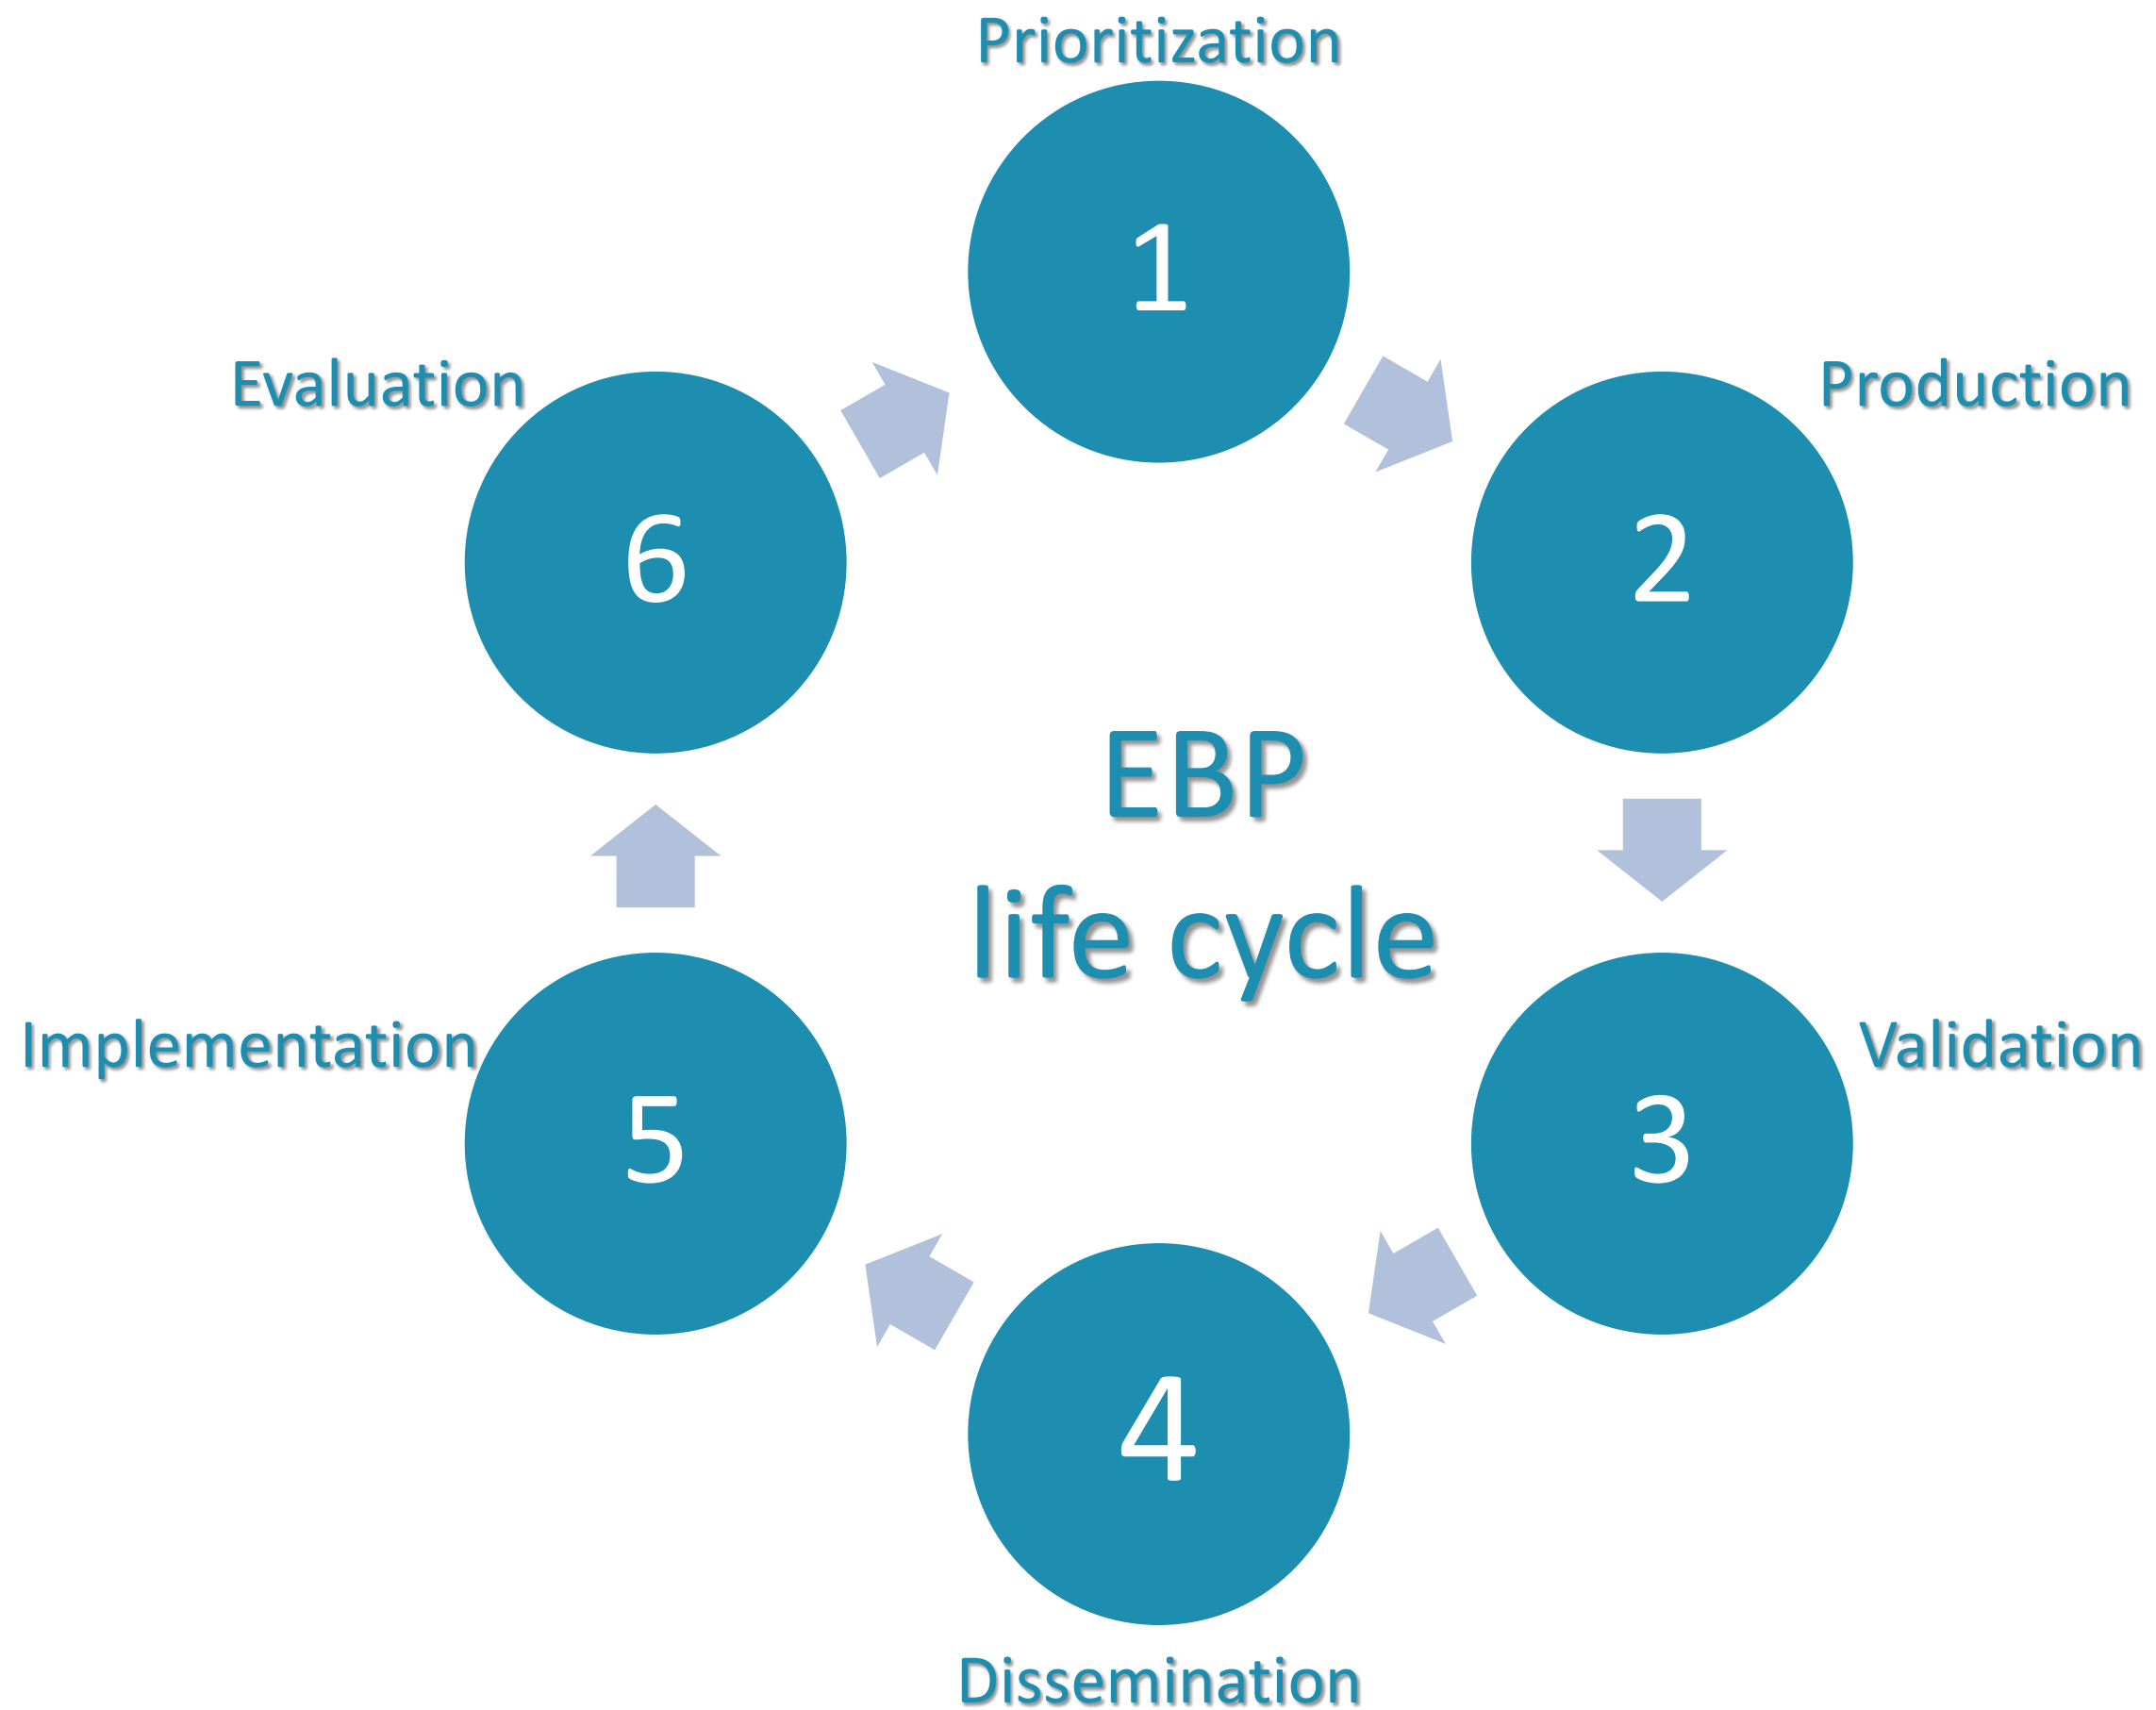 Prioritization
1
Production
2
Validation
3
Dissemination
4
Implementation
5
Evaluation
6
EBP
life cycle